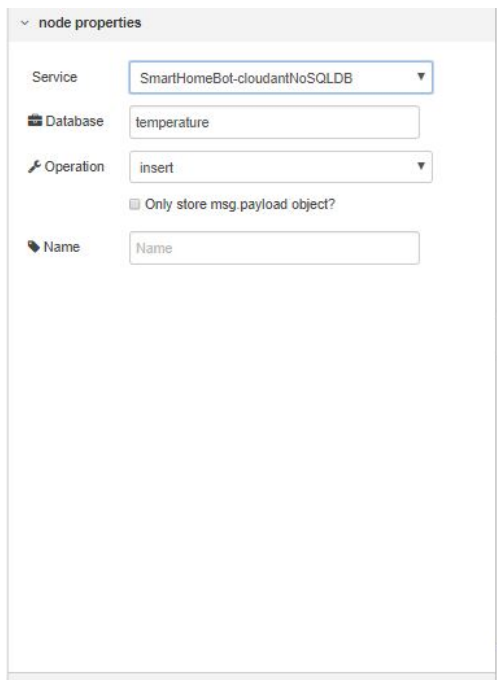 node properties
Service SmartHomeBot-cloudantNoSQLDB
Database temperature
Operation insert
Only store msg.payload object?
Name Name